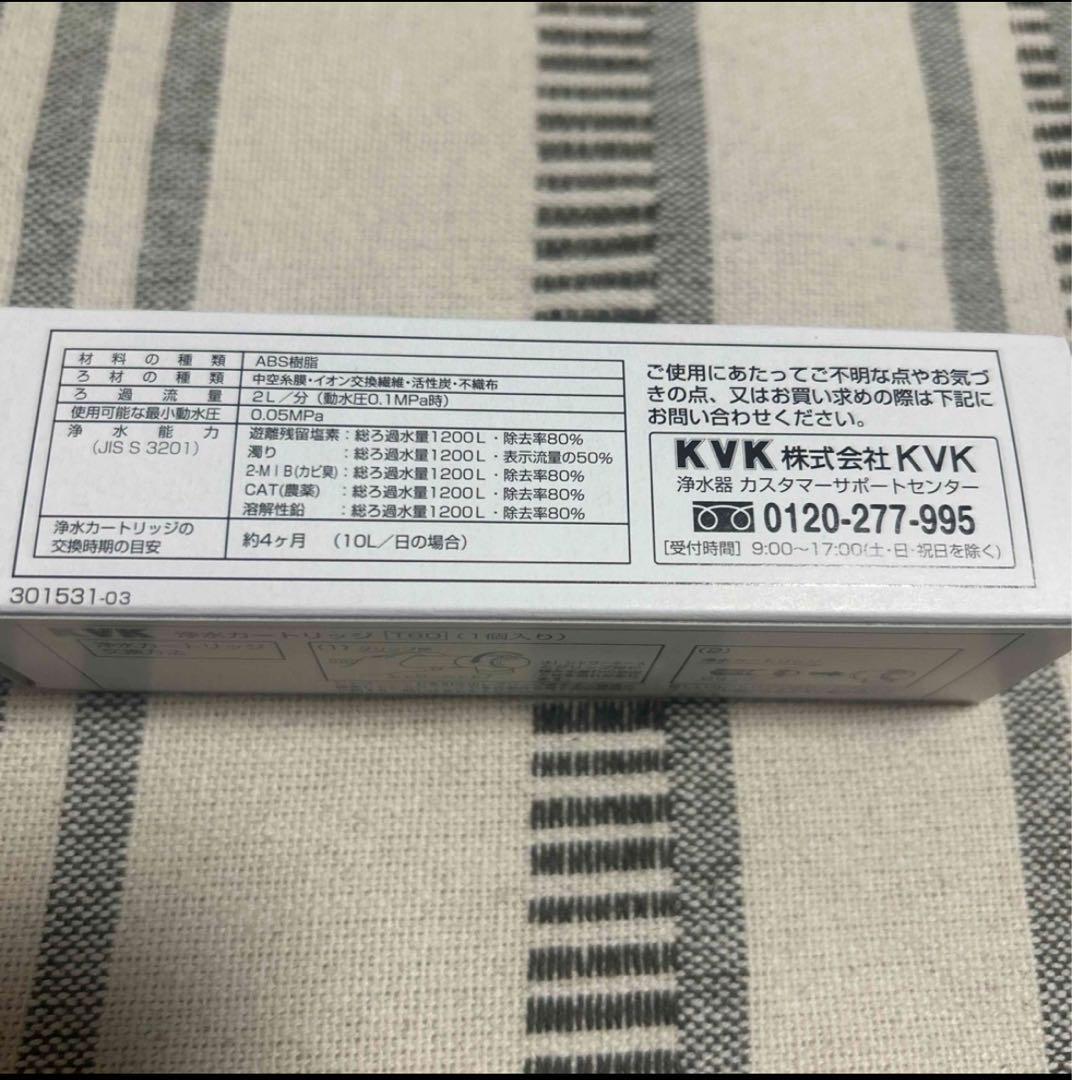 材料の種類 ABS樹脂
ろ材の種類 中空糸膜・イオン交換繊維・活性炭・不織布
ろ過流量 2L／分（動水圧0.1MPa時）
使用可能な最小動水圧 0.05MPa
浄水能力
(JIS S 3201)
遊離残留塩素：総ろ過水量1200L・除去率80%
濁り：総ろ過水量1200L・表示流量の50%
2-MIB(カビ臭)：総ろ過水量1200L・除去率80%
CAT(農薬)：総ろ過水量1200L・除去率80%
溶解性鉛：総ろ過水量1200L・除去率80%
浄水カートリッジの
交換時期の目安
約4ヶ月 （10L／日の場合）
ご使用にあたってご不明な点やお気づ
きの点、又はお買い求めの際は下記に
お問い合わせください。
KVK 株式会社KVK
浄水器 カスタマーサポートセンター
0120-277-995
［受付時間］9:00～17:00(土・日・祝日を除く)
301531-03
KVK 浄水カートリッジ （1個入り）
浄水カートリッジ
交換方法
(1)
(2)